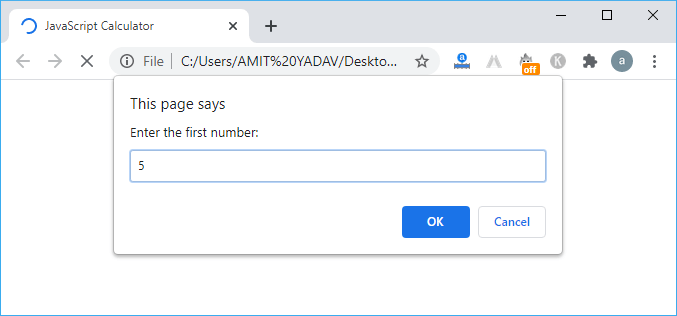 JavaScript Calculator
File
C:/Users/AMIT%20YADAV/Deskto...
a
off
K
a
This page says
Enter the first number:
5
OK
Cancel